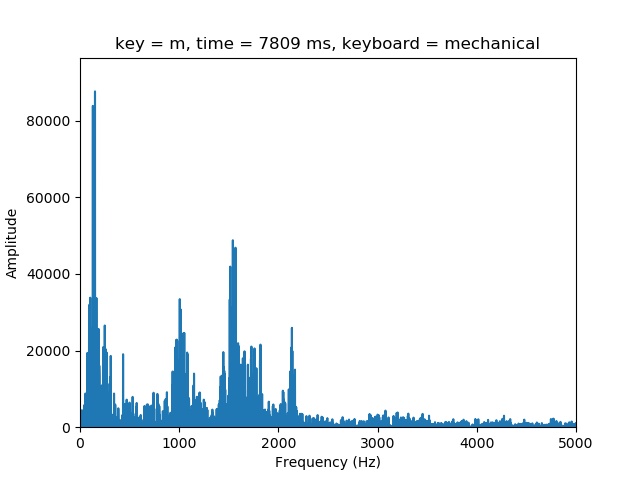 key = m, time = 7809 ms, keyboard = mechanical
Amplitude
80000
60000
40000
20000
0
0 1000 2000 3000 4000 5000
Frequency (Hz)